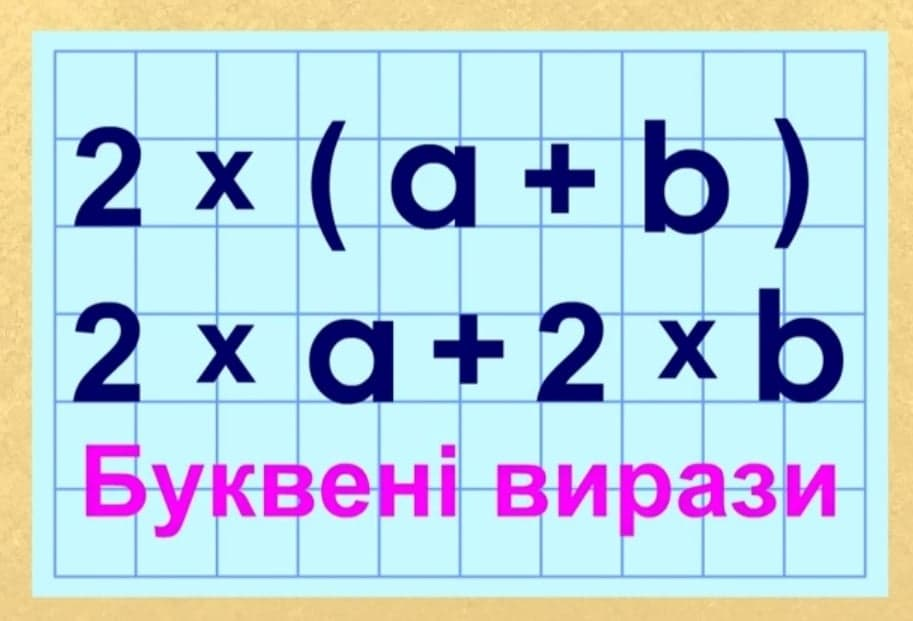 2 × ( a + b )
2 × a + 2 × b
Буквені вирази